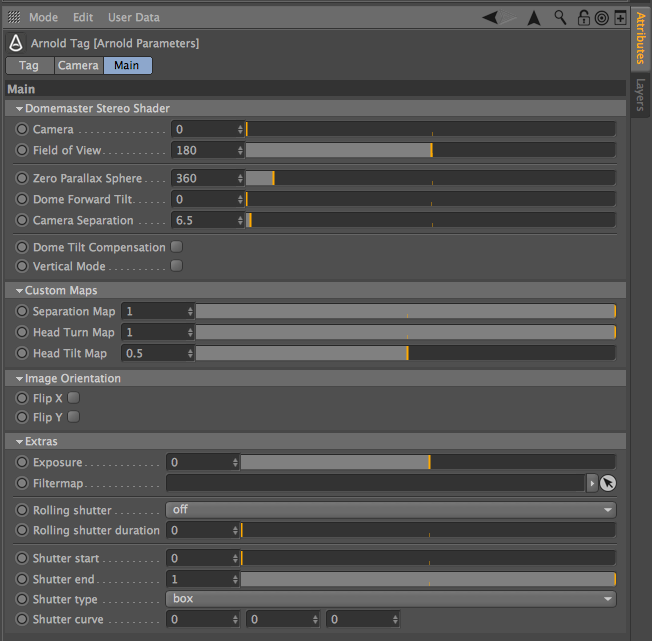 Mode Edit User Data
Arnold Tag [Arnold Parameters]
Tag Camera Main
Main
Domemaster Stereo Shader
Camera . . . . . . . . . . . . 0
Field of View . . . . . . . . 180
Zero Parallax Sphere . . . . 360
Dome Forward Tilt . . . . . 0
Camera Separation . . . . . 6.5
Dome Tilt Compensation
Vertical Mode . . . . . . . . .
Custom Maps
Separation Map 1
Head Turn Map 1
Head Tilt Map 0.5
Image Orientation
Flip X
Flip Y
Extras
Exposure . . . . . . . . . . . 0
Filtermap . . . . . . . . . . .
Rolling shutter . . . . . . . off
Rolling shutter duration 0
Shutter start . . . . . . . . . 0
Shutter end . . . . . . . . . . 1
Shutter type . . . . . . . . . box
Shutter curve . . . . . . . . 0 0 0
Attributes
Layers